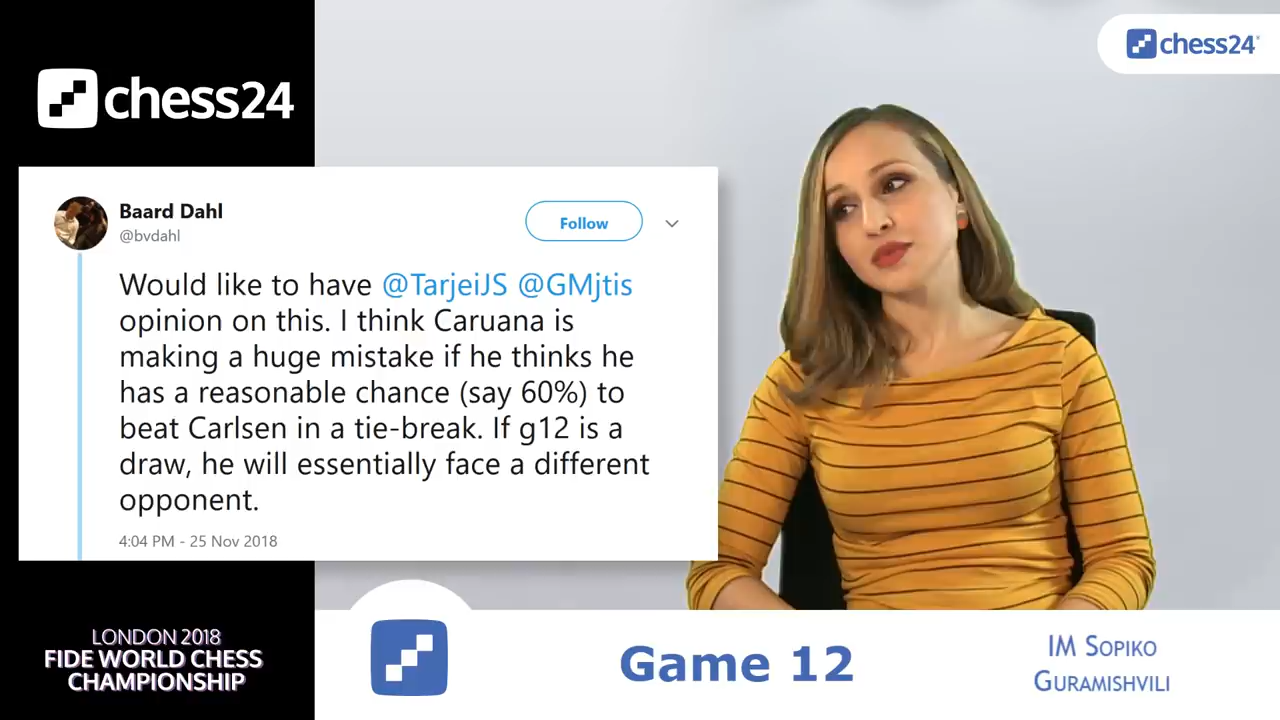 chess24
chess24
Baard Dahl
@bvdahl
Follow
Would like to have @TarjeiJS @GMjtis
opinion on this. I think Caruana is
making a huge mistake if he thinks he
has a reasonable chance (say 60%) to
beat Carlsen in a tie-break. If g12 is a
draw, he will essentially face a different
opponent.
4:04 PM - 25 Nov 2018
LONDON 2018
FIDE WORLD CHESS
CHAMPIONSHIP
Game 12
IM Sopiko
Guramishvili